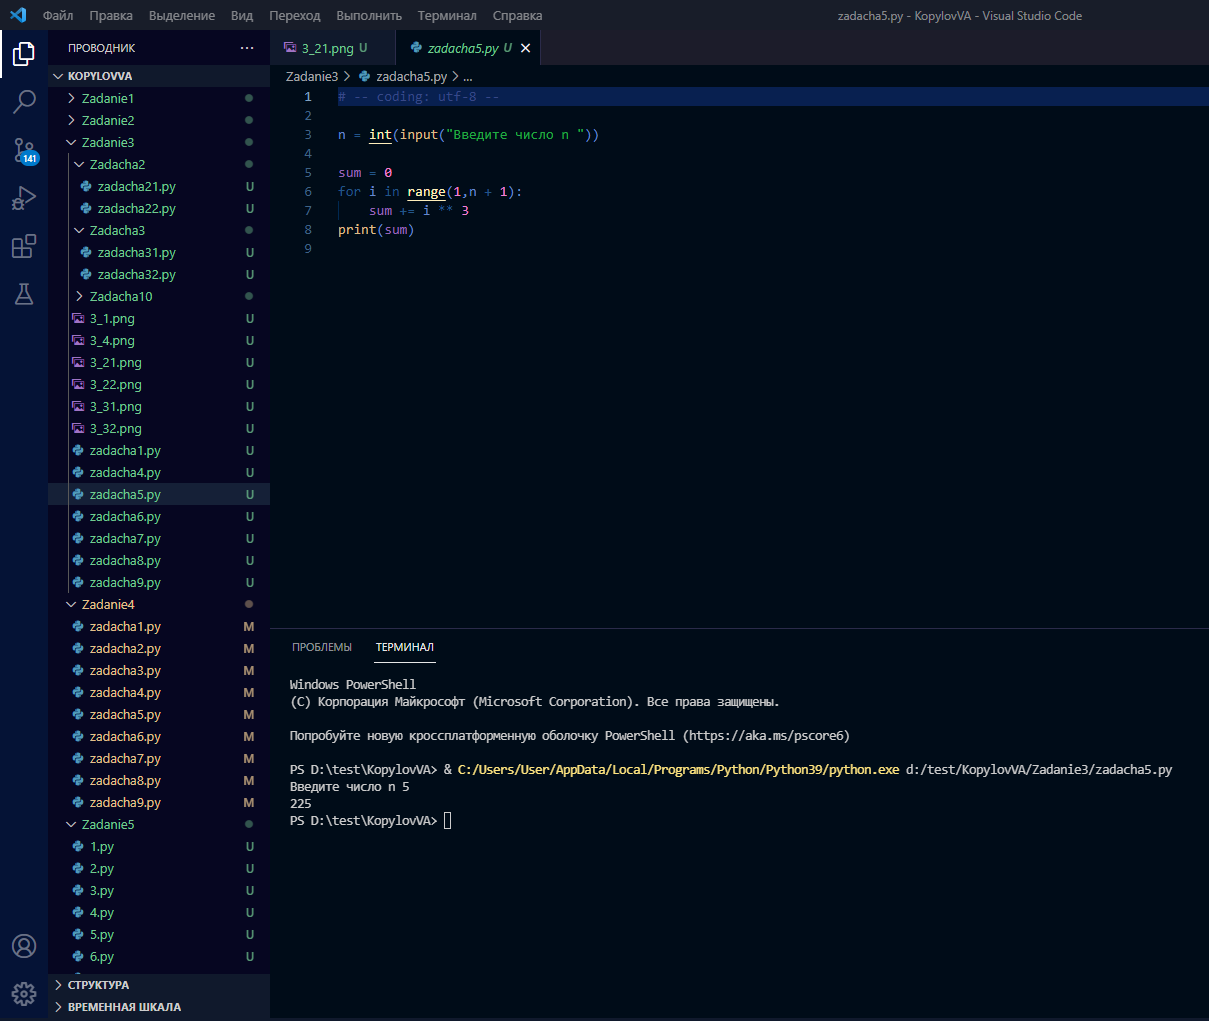 Файл Правка Выделение Вид Переход Выполнить Терминал Справка zadacha5.py - KopylovVA - Visual Studio Code
ПРОВОДНИК ...
3_21.png U zadacha5.py U
KOPYLOVVA
Zadanie3 > zadacha5.py > ...
141
Zadanie1
Zadanie2
Zadanie3
Zadacha2
zadacha21.py U
zadacha22.py U
Zadacha3
zadacha31.py U
zadacha32.py U
Zadacha10
3_1.png U
3_4.png U
3_21.png U
3_22.png U
3_31.png U
3_32.png U
zadacha1.py U
zadacha4.py U
zadacha5.py U
zadacha6.py U
zadacha7.py U
zadacha8.py U
zadacha9.py U
Zadanie4
zadacha1.py M
zadacha2.py M
zadacha3.py M
zadacha4.py M
zadacha5.py M
zadacha6.py M
zadacha7.py M
zadacha8.py M
zadacha9.py M
Zadanie5
1.py U
2.py U
3.py U
4.py U
5.py U
6.py U
СТРУКТУРА
ВРЕМЕННАЯ ШКАЛА
1 # -- coding: utf-8 --
2
3 n = int(input("Введите число n "))
4
5 sum = 0
6 for i in range(1,n + 1):
7 sum += i ** 3
8 print(sum)
9
ПРОБЛЕМЫ ТЕРМИНАЛ
Windows PowerShell
(C) Корпорация Майкрософт (Microsoft Corporation). Все права защищены.
Попробуйте новую кроссплатформенную оболочку PowerShell (https://aka.ms/pscore6)
PS D:\test\KopylovVA> & C:/Users/User/AppData/Local/Programs/Python/Python39/python.exe d:/test/KopylovVA/Zadanie3/zadacha5.py
Введите число n 5
225
PS D:\test\KopylovVA>